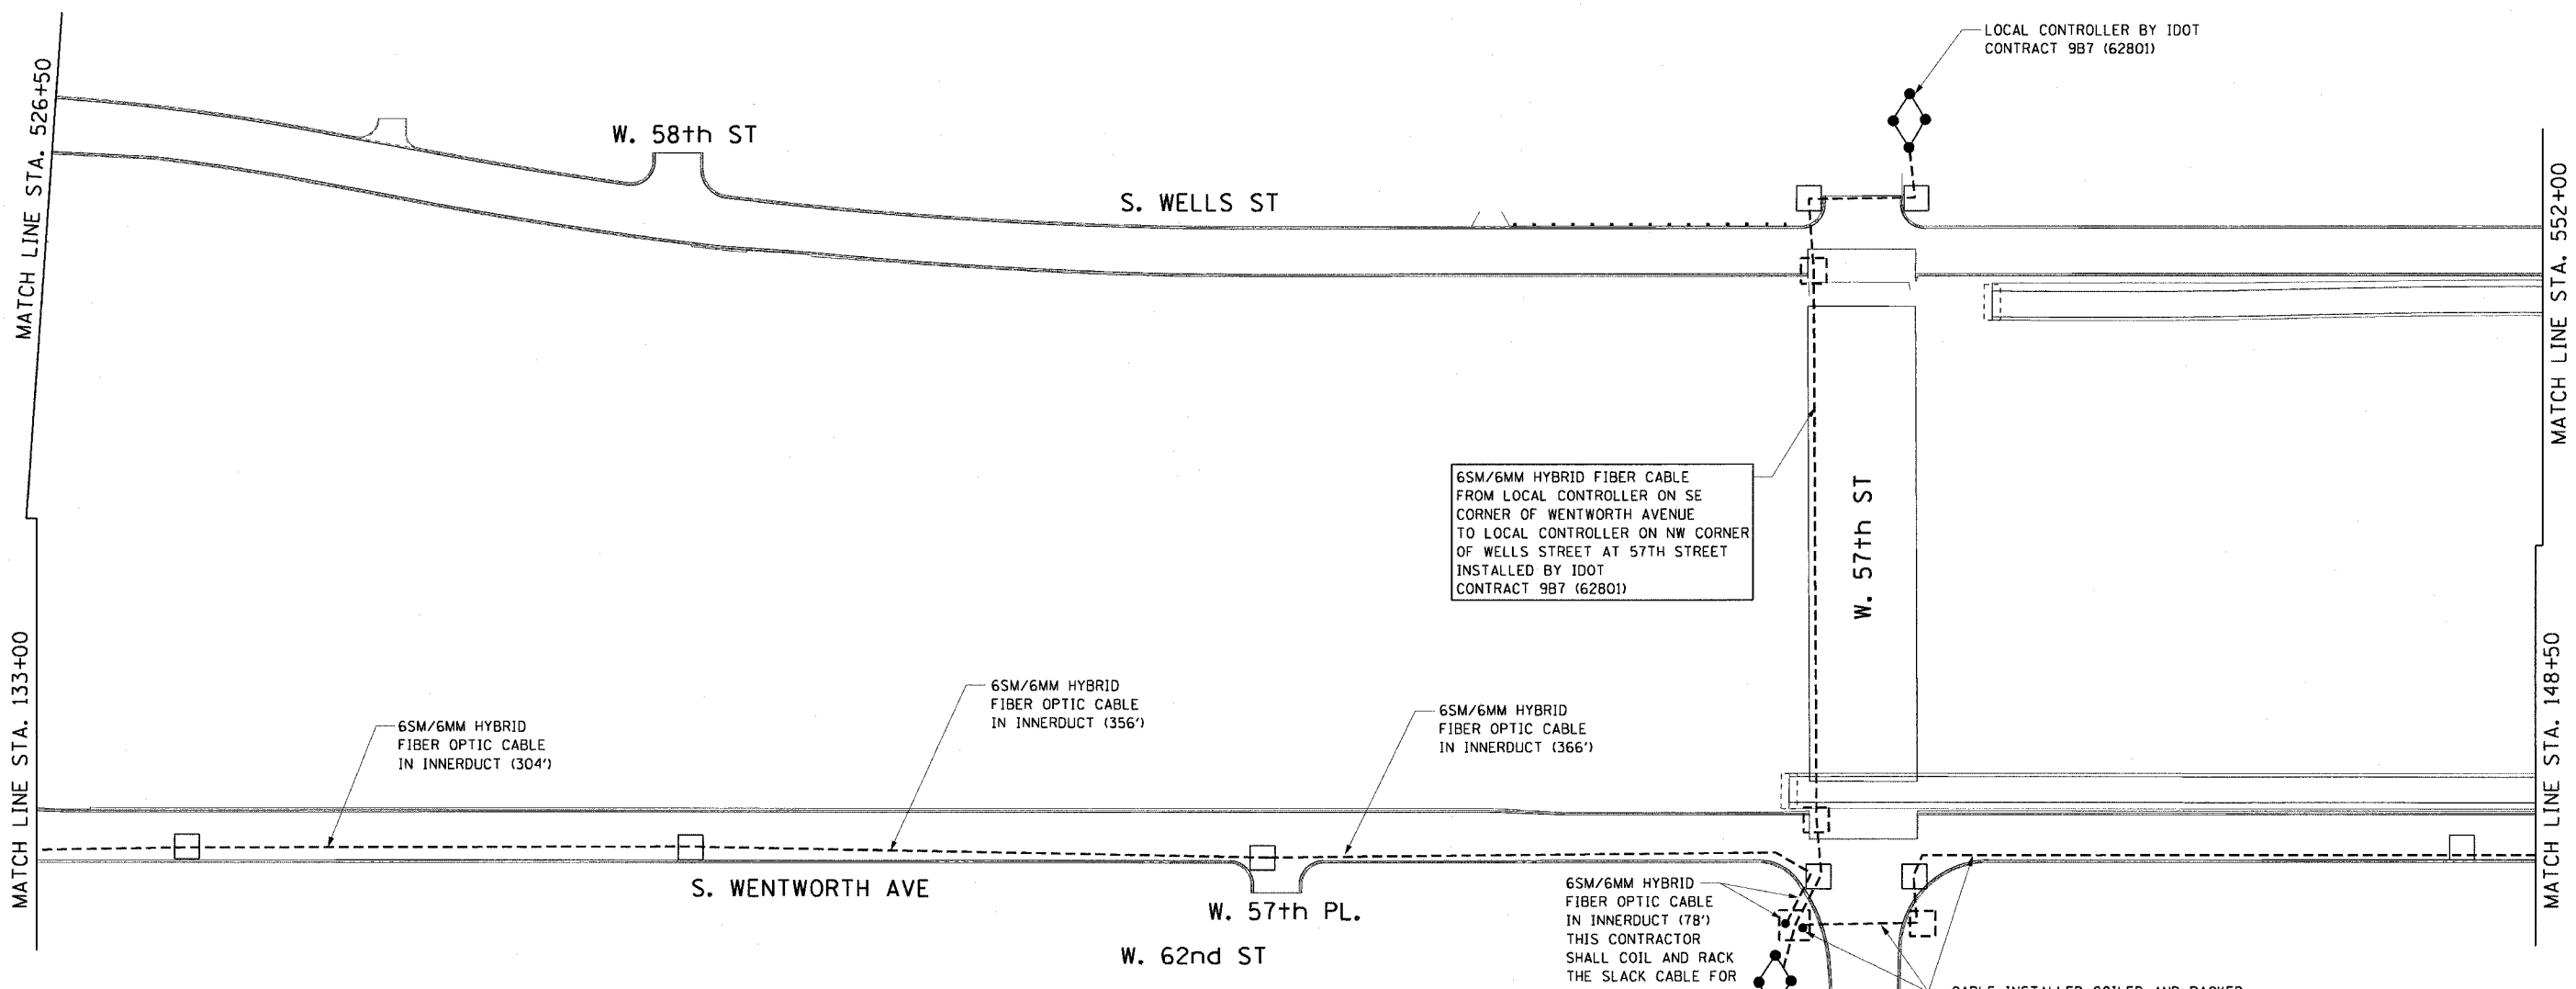 LOCAL CONTROLLER BY IDOT
CONTRACT 9B7 (62801)
MATCH LINE STA. 526+50
W. 58th ST
S. WELLS ST
MATCH LINE STA. 552+00
6SM/6MM HYBRID FIBER CABLE
FROM LOCAL CONTROLLER ON SE
CORNER OF WENTWORTH AVENUE
TO LOCAL CONTROLLER ON NW CORNER
OF WELLS STREET AT 57TH STREET
INSTALLED BY IDOT
CONTRACT 9B7 (62801)
W. 57th ST
MATCH LINE STA. 133+00
6SM/6MM HYBRID
FIBER OPTIC CABLE
IN INNERDUCT (304')
6SM/6MM HYBRID
FIBER OPTIC CABLE
IN INNERDUCT (356')
6SM/6MM HYBRID
FIBER OPTIC CABLE
IN INNERDUCT (366')
MATCH LINE STA. 148+50
S. WENTWORTH AVE
W. 57th PL.
W. 62nd ST
6SM/6MM HYBRID
FIBER OPTIC CABLE
IN INNERDUCT (78')
THIS CONTRACTOR
SHALL COIL AND RACK
THE SLACK CABLE FOR
CABLE INSTALLED COILED AND RACKED